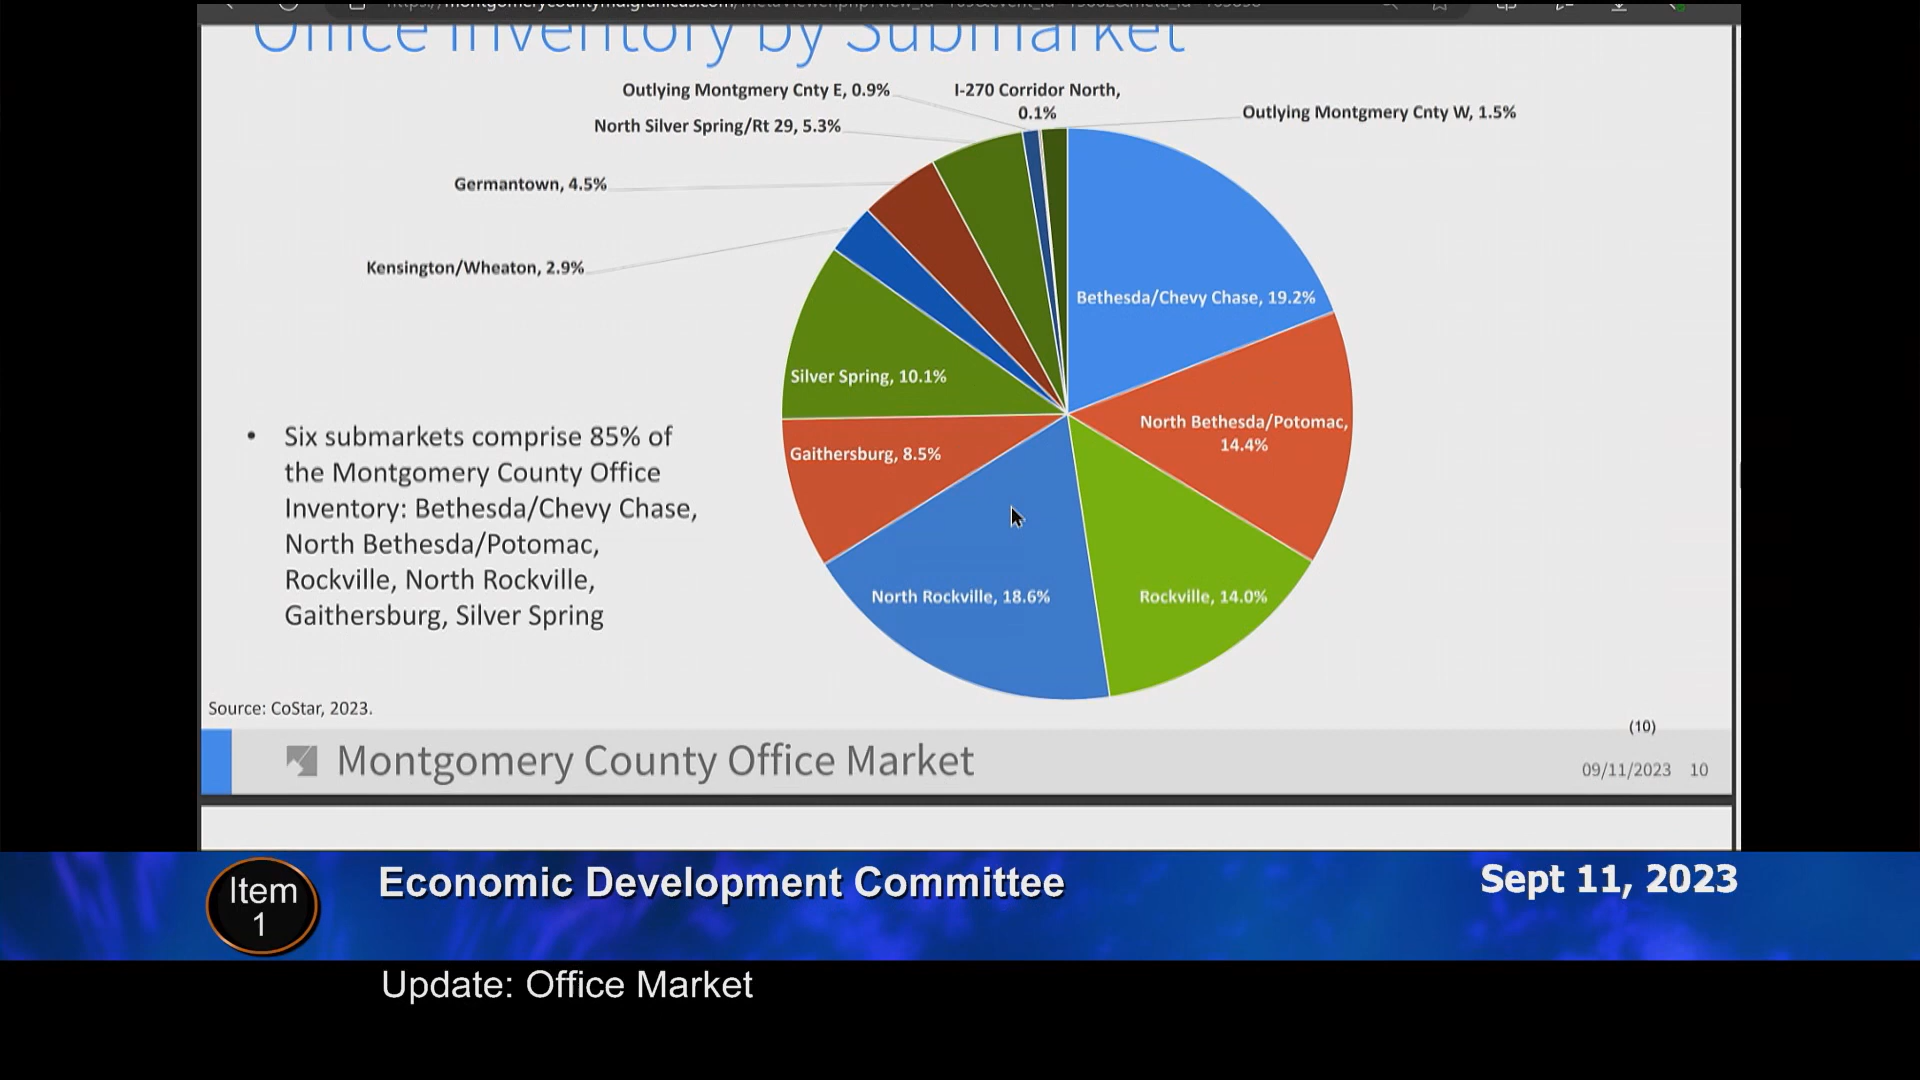 Office Inventory by Submarket
Outlying Montgmery Cnty E, 0.9%
I-270 Corridor North,
0.1%
Outlying Montgmery Cnty W, 1.5%
North Silver Spring/Rt 29, 5.3%
Germantown, 4.5%
Kensington/Wheaton, 2.9%
Bethesda/Chevy Chase, 19.2%
Silver Spring, 10.1%
North Bethesda/Potomac,
14.4%
Gaithersburg, 8.5%
North Rockville, 18.6%
Rockville, 14.0%
• Six submarkets comprise 85% of
the Montgomery County Office
Inventory: Bethesda/Chevy Chase,
North Bethesda/Potomac,
Rockville, North Rockville,
Gaithersburg, Silver Spring
Source: CoStar, 2023.
(10)
Montgomery County Office Market
09/11/2023 10
Item
1
Economic Development Committee
Sept 11, 2023
Update: Office Market